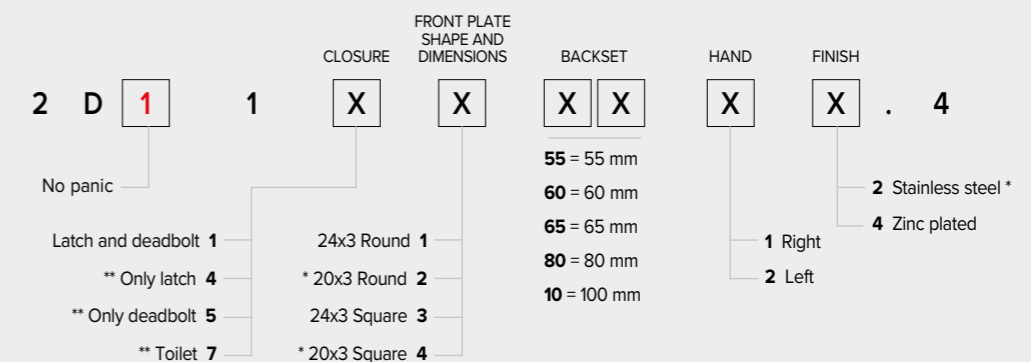 FRONT PLATE
SHAPE AND
CLOSURE DIMENSIONS BACKSET HAND FINISH
2 D 1 1 X X X X X X . 4
55 = 55 mm
No panic 60 = 60 mm 2 Stainless steel *
65 = 65 mm 4 Zinc plated
Latch and deadbolt 1 24x3 Round 1 1 Right
80 = 80 mm
** Only latch 4 * 20x3 Round 2 2 Left
10 = 100 mm
** Only deadbolt 5 24x3 Square 3
** Toilet 7 * 20x3 Square 4